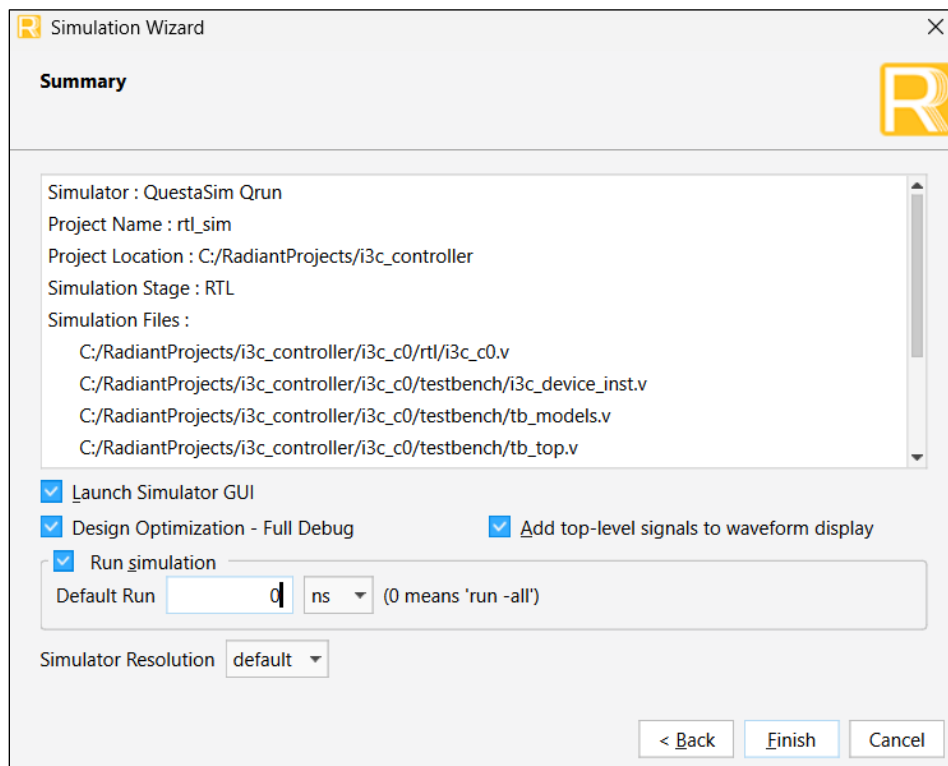 Simulation Wizard
Summary
Simulator : QuestaSim Qrun
Project Name : rtl_sim
Project Location : C:/RadiantProjects/i3c_controller
Simulation Stage : RTL
Simulation Files :
C:/RadiantProjects/i3c_controller/i3c_c0/rtl/i3c_c0.v
C:/RadiantProjects/i3c_controller/i3c_c0/testbench/i3c_device_inst.v
C:/RadiantProjects/i3c_controller/i3c_c0/testbench/tb_models.v
C:/RadiantProjects/i3c_controller/i3c_c0/testbench/tb_top.v
Launch Simulator GUI
Design Optimization - Full Debug Add top-level signals to waveform display
Run simulation
Default Run 0 ns (0 means 'run -all')
Simulator Resolution default
< Back Finish Cancel